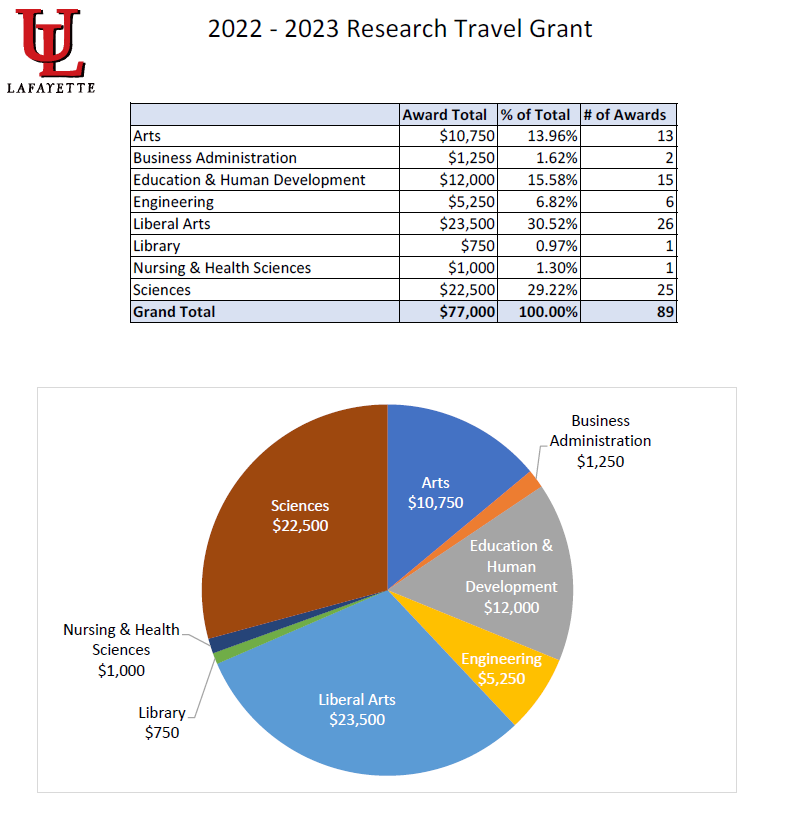 UL
LAFAYETTE
2022 - 2023 Research Travel Grant
Award Total % of Total # of Awards
Arts $10,750 13.96% 13
Business Administration $1,250 1.62% 2
Education & Human Development $12,000 15.58% 15
Engineering $5,250 6.82% 6
Liberal Arts $23,500 30.52% 26
Library $750 0.97% 1
Nursing & Health Sciences $1,000 1.30% 1
Sciences $22,500 29.22% 25
Grand Total $77,000 100.00% 89
Business
Administration
$1,250
Arts
$10,750
Sciences
$22,500
Education &
Human
Development
$12,000
Nursing & Health
Sciences
$1,000
Engineering
$5,250
Liberal Arts
$23,500
Library
$750